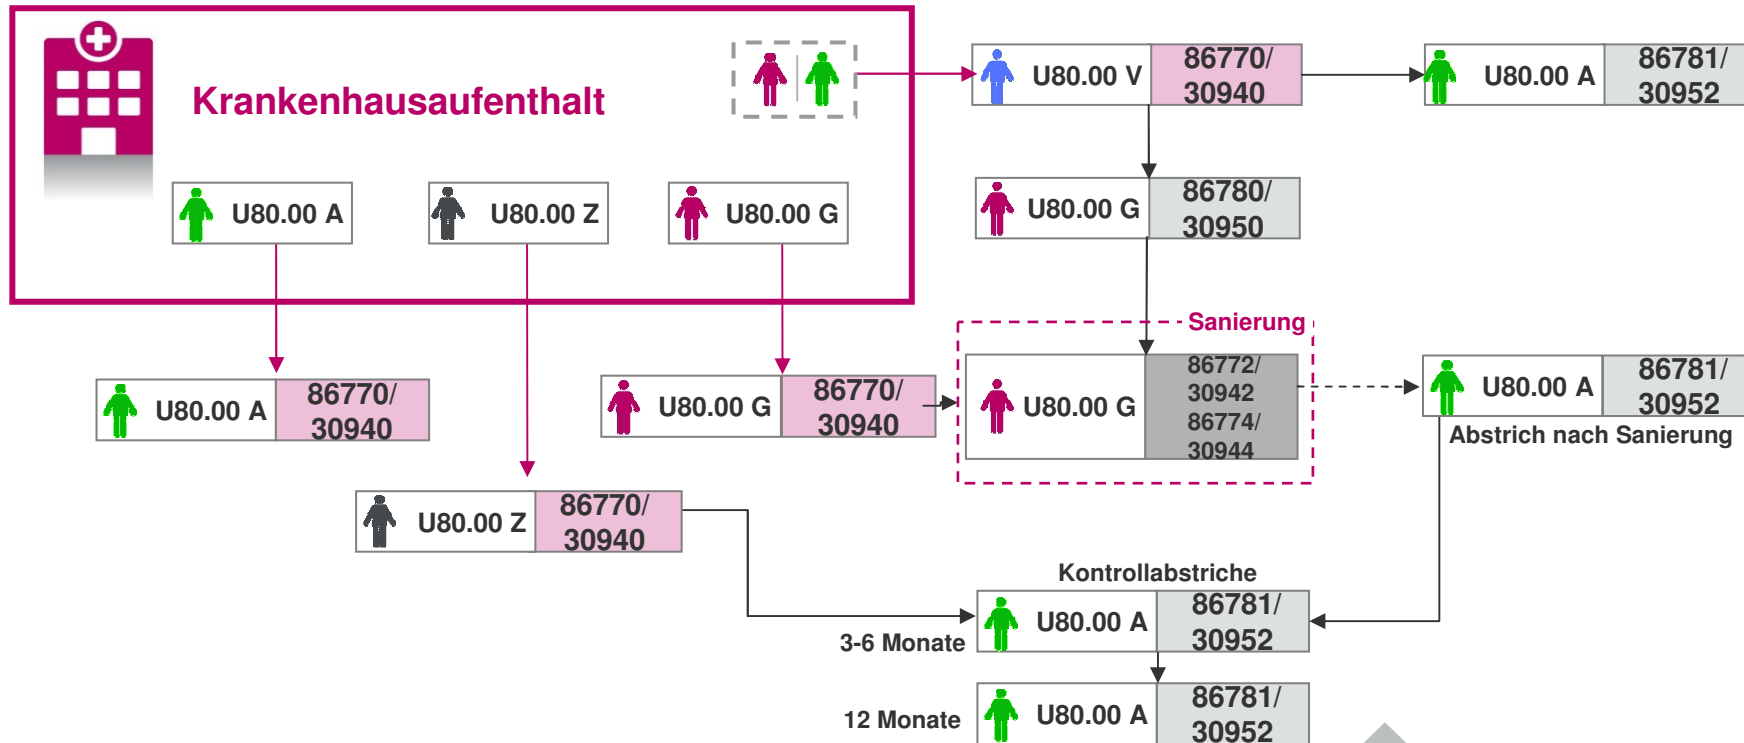 Krankenhausaufenthalt
U80.00 V
86770/
30940
U80.00 A
86781/
30952
U80.00 A
U80.00 Z
U80.00 G
U80.00 G
86780/
30950
Sanierung
U80.00 A
86770/
30940
U80.00 G
86770/
30940
U80.00 G
86772/
30942
86774/
30944
U80.00 A
86781/
30952
Abstrich nach Sanierung
U80.00 Z
86770/
30940
Kontrollabstriche
3-6 Monate
U80.00 A
86781/
30952
12 Monate
U80.00 A
86781/
30952